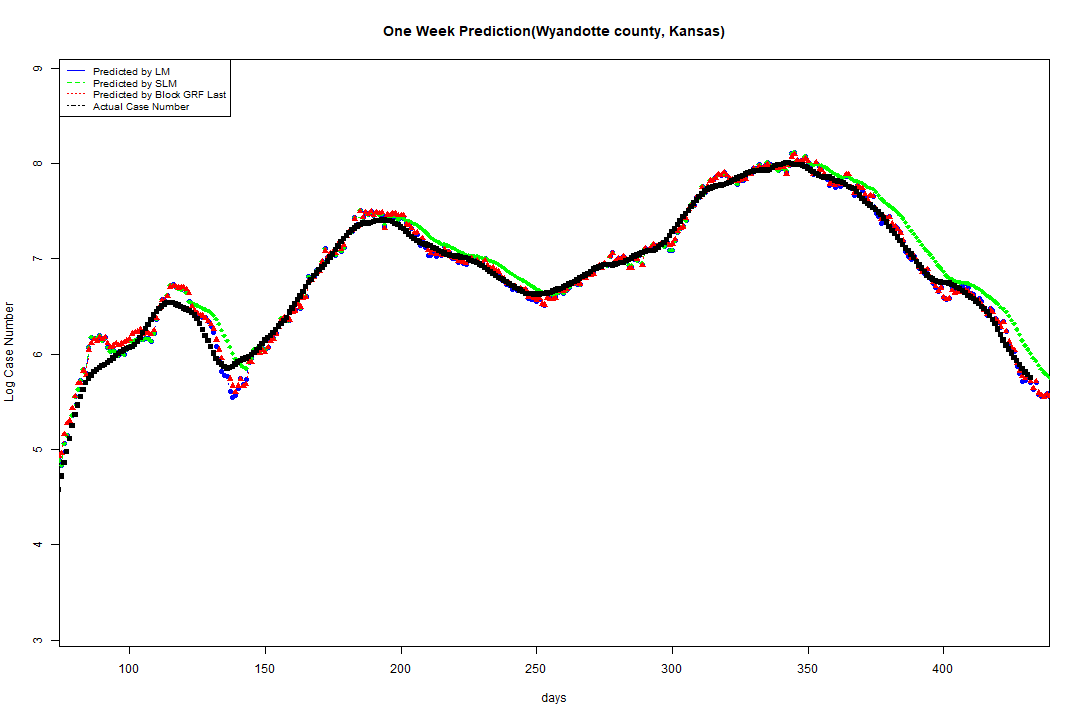 One Week Prediction(Wyandotte county, Kansas)
Predicted by LM
Predicted by SLM
Predicted by Block GRF Last
Actual Case Number
9
8
7
6
5
4
3
Log Case Number
100 150 200 250 300 350 400
days